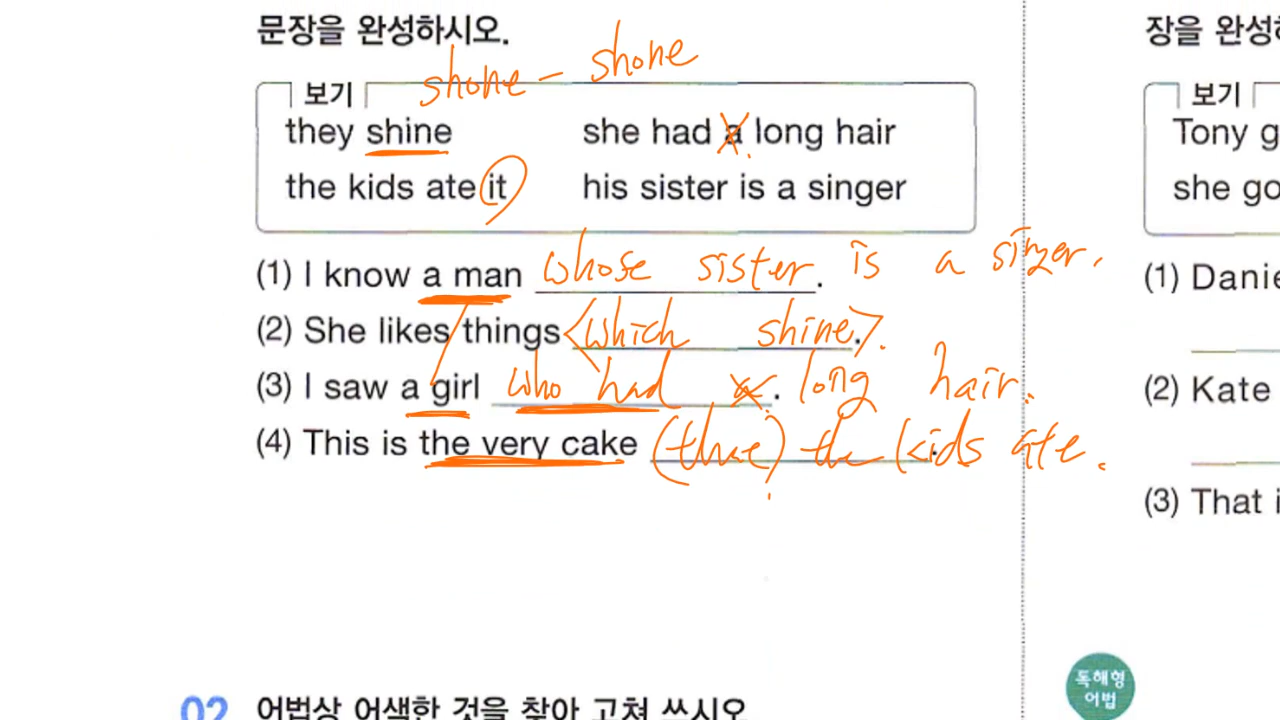 문장을 완성하시오.
shone – shone
보기
they shine she had a long hair
the kids ate it his sister is a singer
(1) I know a man whose sister. is a singer.
(2) She likes things <which shine.>.
(3) I saw a girl who had a. long hair.
(4) This is the very cake (that) the kids ate.
02 어법상 어색한 것을 찾아 고쳐 쓰시오.
장을 완성하
보기
Tony g
she go
(1) Danie
(2) Kate
(3) That i
독해형
어법